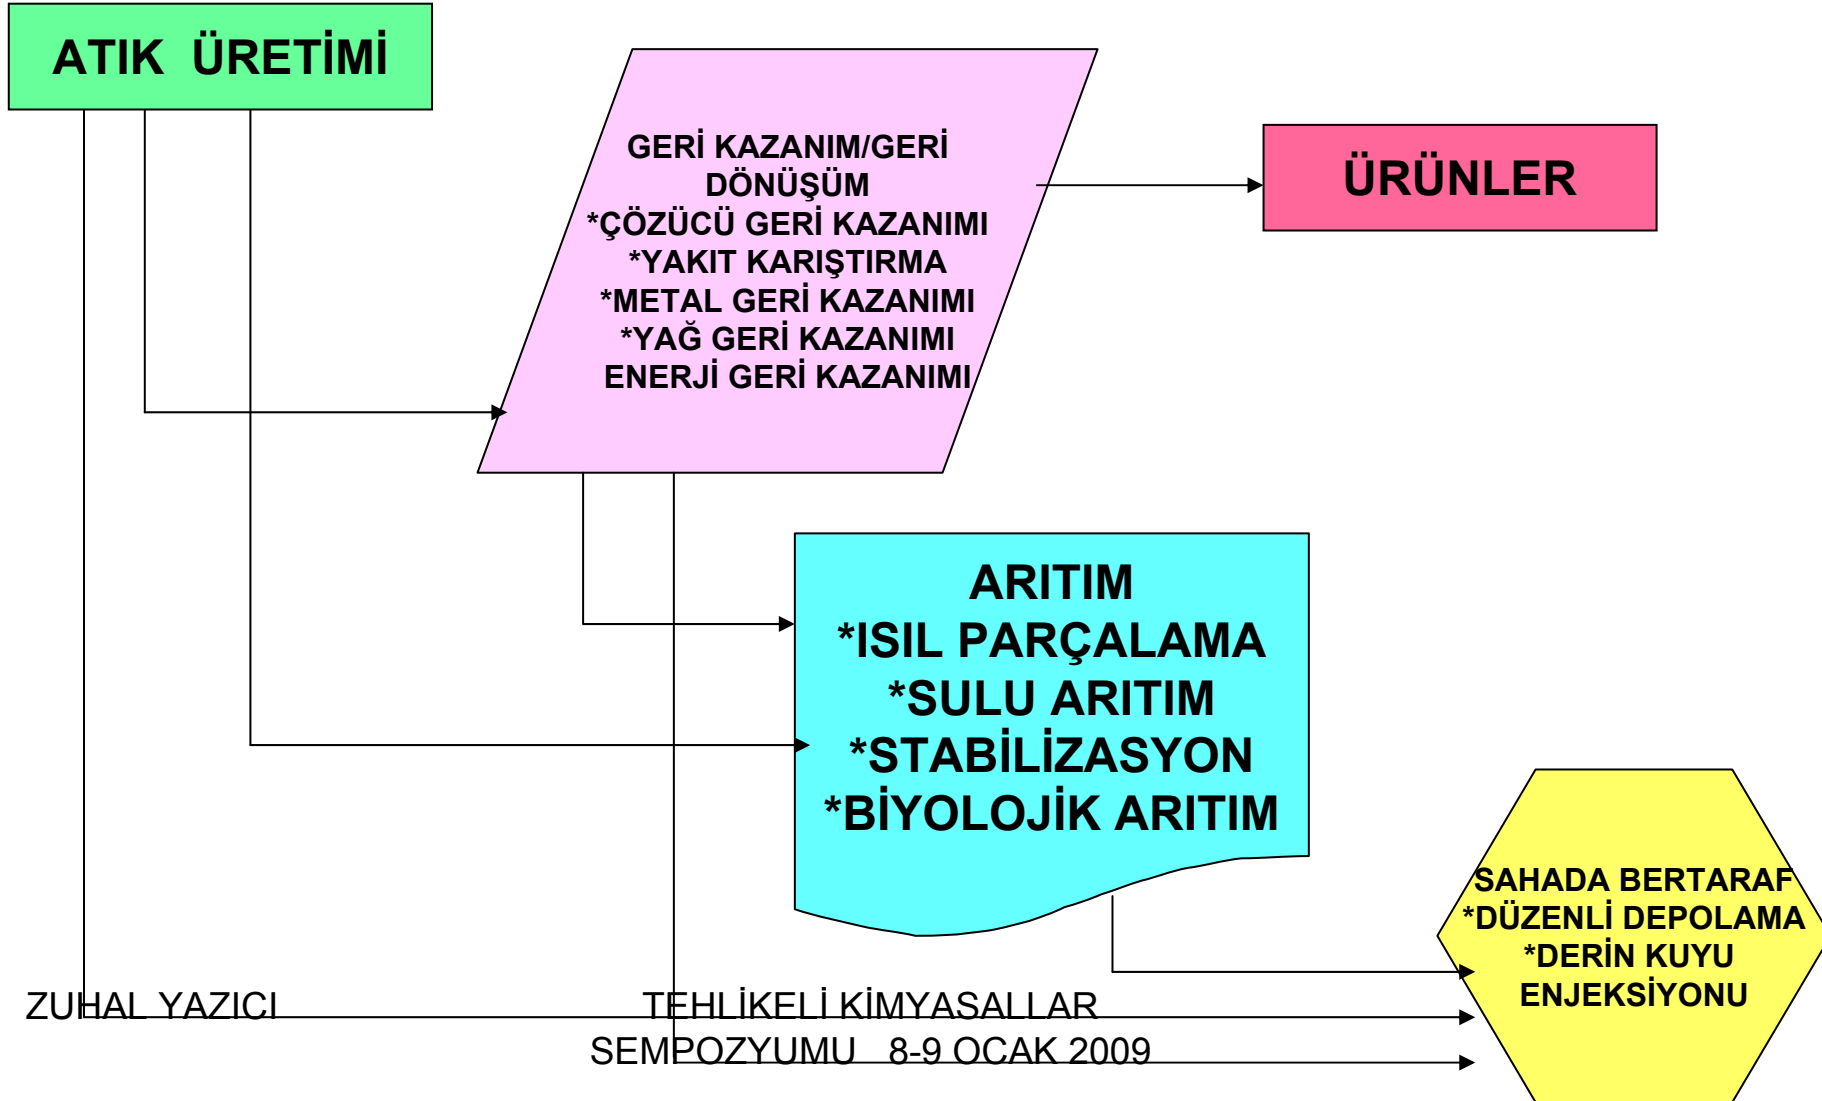 ATIK  ÜRETİMİ
GERİ KAZANIM/GERİ
DÖNÜŞÜM
*ÇÖZÜCÜ GERİ KAZANIMI
*YAKIT KARIŞTIRMA
*METAL GERİ KAZANIMI
*YAĞ GERİ KAZANIMI
ENERJİ GERİ KAZANIMI
ÜRÜNLER
ARITIM
*ISIL PARÇALAMA
*SULU ARITIM
*STABİLİZASYON
*BİYOLOJİK ARITIM
SAHADA BERTARAF
*DÜZENLİ DEPOLAMA
*DERİN KUYU
ENJEKSİYONU
ZUHAL YAZICI
TEHLİKELİ KİMYASALLAR
SEMPOZYUMU   8-9 OCAK 2009